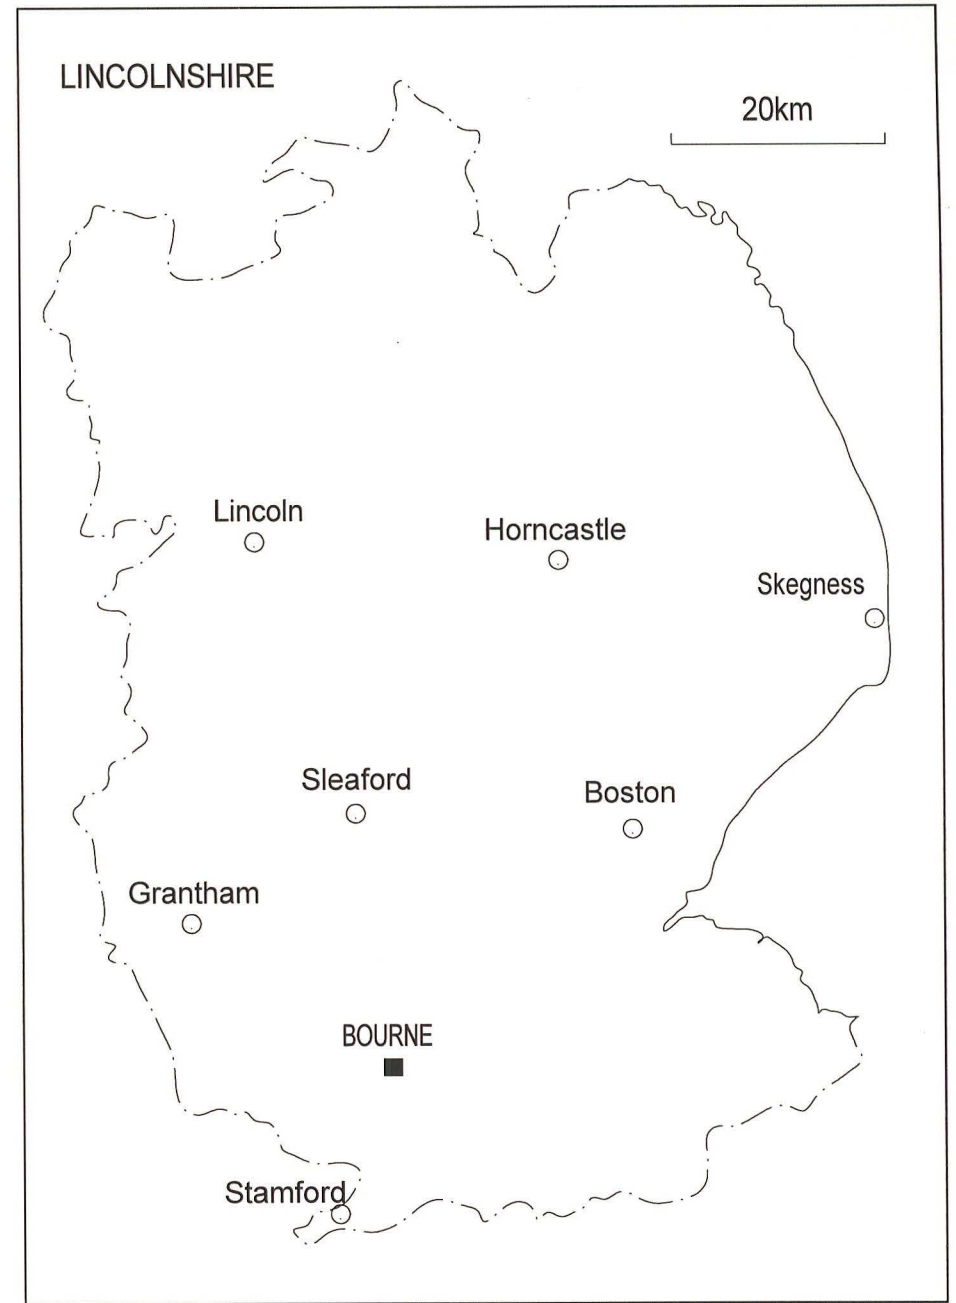 LINCOLNSHIRE
20km
Lincoln
Horncastle
Skegness
Sleaford
Boston
Grantham
BOURNE
Stamford